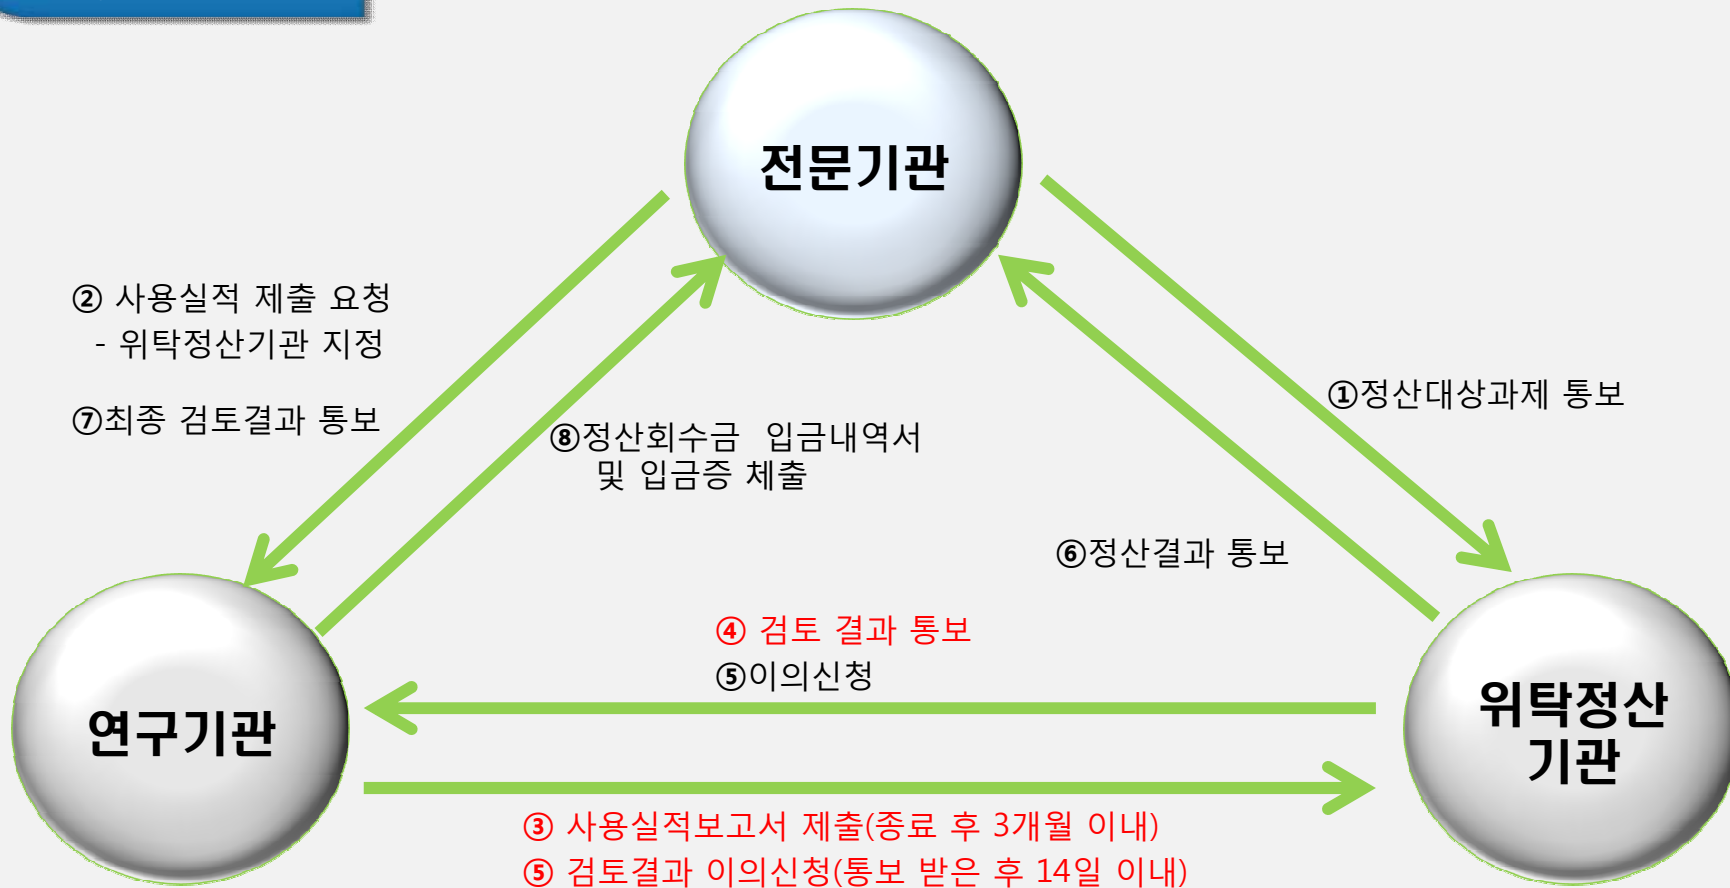 전문기관
② 사용실적 제출 요청
- 위탁정산기관 지정
⑦최종 검토결과 통보
①정산대상과제 통보
⑧정산회수금 입금내역서
및 입금증 체출
⑥정산결과 통보
④ 검토 결과 통보
⑤이의신청
연구기관
위탁정산
기관
③ 사용실적보고서 제출(종료 후 3개월 이내)
⑤ 검토결과 이의신청(통보 받은 후 14일 이내)